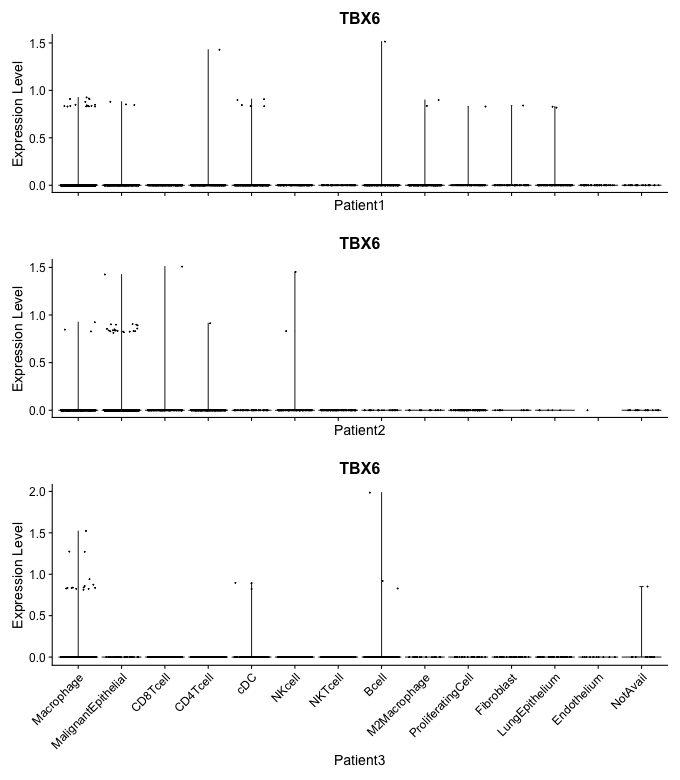 TBX6
Expression Level
1.5
1.0
0.5
0.0
Patient1
TBX6
Expression Level
1.5
1.0
0.5
0.0
Patient2
TBX6
Expression Level
2.0
1.5
1.0
0.5
0.0
Macrophage
MalignantEpithelial
CD8Tcell
CD4Tcell
cDC
NKcell
NKTcell
Bcell
M2Macrophage
ProliferatingCell
Fibroblast
LungEpithelium
Endothelium
NotAvail
Patient3